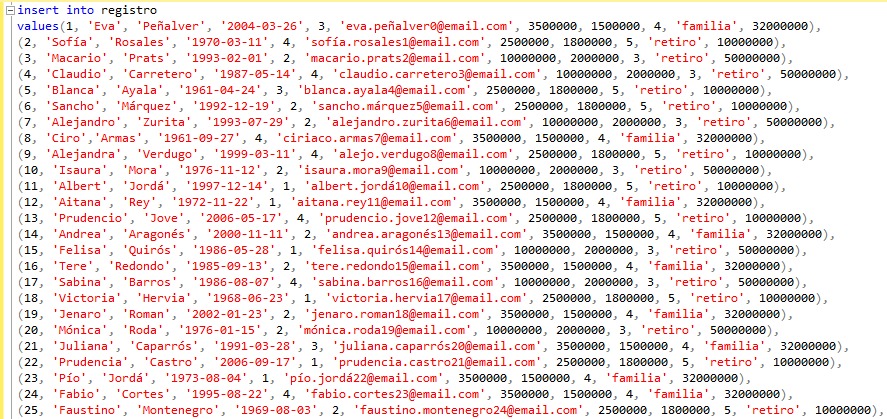 insert into registro
values(1, 'Eva', 'Peñalver', '2004-03-26', 3, 'eva.peñalver0@email.com', 3500000, 1500000, 4, 'familia', 32000000),
(2, 'Sofía', 'Rosales', '1970-03-11', 4, 'sofía.rosales1@email.com', 2500000, 1800000, 5, 'retiro', 10000000),
(3, 'Macario', 'Prats', '1993-02-01', 2, 'macario.prats2@email.com', 10000000, 2000000, 3, 'retiro', 50000000),
(4, 'Claudio', 'Carretero', '1987-05-14', 4, 'claudio.carretero3@email.com', 10000000, 2000000, 3, 'retiro', 50000000),
(5, 'Blanca', 'Ayala', '1961-04-24', 3, 'blanca.ayala4@email.com', 2500000, 1800000, 5, 'retiro', 10000000),
(6, 'Sancho', 'Márquez', '1992-12-19', 2, 'sancho.márquez5@email.com', 2500000, 1800000, 5, 'retiro', 10000000),
(7, 'Alejandro', 'Zurita', '1993-07-29', 2, 'alejandro.zurita6@email.com', 10000000, 2000000, 3, 'retiro', 50000000),
(8, 'Ciro','Armas', '1961-09-27', 4, 'ciriaco.armas7@email.com', 3500000, 1500000, 4, 'familia', 32000000),
(9, 'Alejandra', 'Verdugo', '1999-03-11', 4, 'alejo.verdugo8@email.com', 2500000, 1800000, 5, 'retiro', 10000000),
(10, 'Isaura', 'Mora', '1976-11-12', 2, 'isaura.mora9@email.com', 10000000, 2000000, 3, 'retiro', 50000000),
(11, 'Albert', 'Jordá', '1997-12-14', 1, 'albert.jordá10@email.com', 2500000, 1800000, 5, 'retiro', 10000000),
(12, 'Aitana', 'Rey', '1972-11-22', 1, 'aitana.rey11@email.com', 3500000, 1500000, 4, 'familia', 32000000),
(13, 'Prudencio', 'Jove', '2006-05-17', 4, 'prudencio.jove12@email.com', 2500000, 1800000, 5, 'retiro', 10000000),
(14, 'Andrea', 'Aragonés', '2000-11-11', 2, 'andrea.aragonés13@email.com', 3500000, 1500000, 4, 'familia', 32000000),
(15, 'Felisa', 'Quirós', '1986-05-28', 1, 'felisa.quirós14@email.com', 10000000, 2000000, 3, 'retiro', 50000000),
(16, 'Tere', 'Redondo', '1985-09-13', 2, 'tere.redondo15@email.com', 3500000, 1500000, 4, 'familia', 32000000),
(17, 'Sabina', 'Barros', '1986-08-07', 4, 'sabina.barros16@email.com', 10000000, 2000000, 3, 'retiro', 50000000),
(18, 'Victoria', 'Hervia', '1968-06-23', 1, 'victoria.hervia17@email.com', 2500000, 1800000, 5, 'retiro', 10000000),
(19, 'Jenaro', 'Roman', '2002-01-23', 2, 'jenaro.roman18@email.com', 3500000, 1500000, 4, 'familia', 32000000),
(20, 'Mónica', 'Roda', '1976-01-15', 2, 'mónica.roda19@email.com', 10000000, 2000000, 3, 'retiro', 50000000),
(21, 'Juliana', 'Caparrós', '1991-03-28', 3, 'juliana.caparrós20@email.com', 3500000, 1500000, 4, 'familia', 32000000),
(22, 'Prudencia', 'Castro', '2006-09-17', 1, 'prudencia.castro21@email.com', 2500000, 1800000, 5, 'retiro', 10000000),
(23, 'Pío', 'Jordá', '1973-08-04', 1, 'pío.jordá22@email.com', 3500000, 1500000, 4, 'familia', 32000000),
(24, 'Fabio', 'Cortes', '1995-08-22', 4, 'fabio.cortes23@email.com', 3500000, 1500000, 4, 'familia', 32000000),
(25, 'Faustino', 'Montenegro', '1969-08-03', 2, 'faustino.montenegro24@email.com', 2500000, 1800000, 5, 'retiro', 10000000),